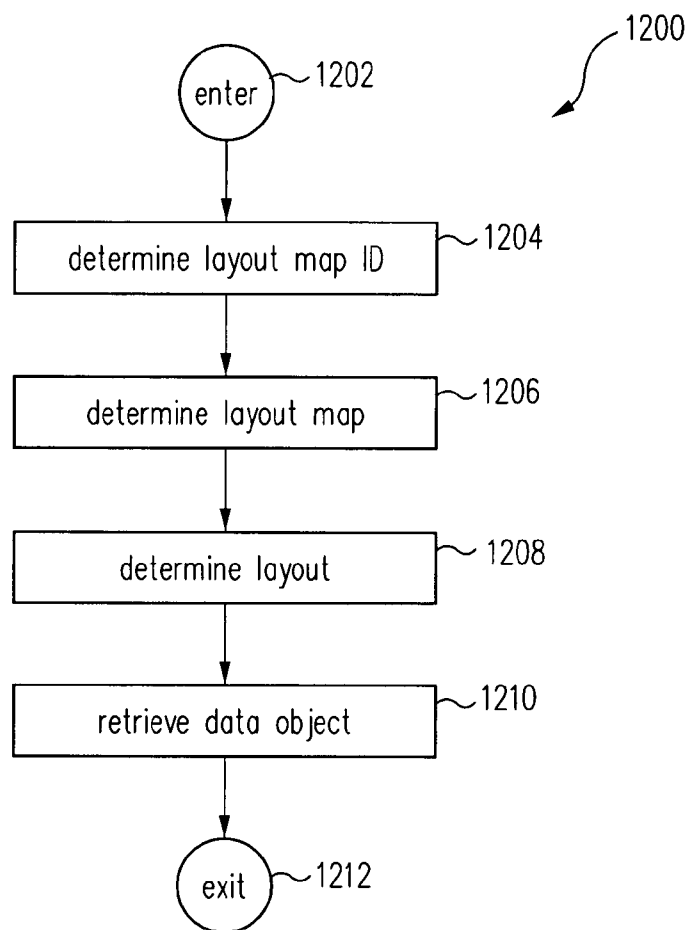 1200
enter
1202
determine layout map ID
1204
determine layout map
1206
determine layout
1208
retrieve data object
1210
exit
1212